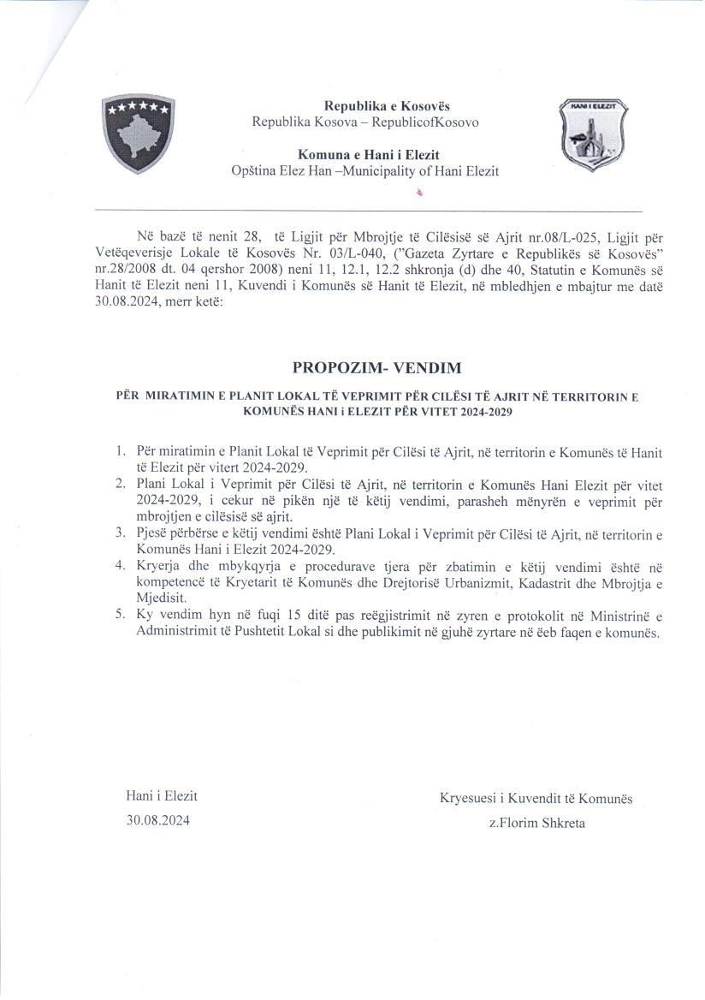 Republika e Kosovës
Republika Kosova – RepublicofKosovo
HANI I ELEZIT
Komuna e Hani i Elezit
Opština Elez Han –Municipality of Hani Elezit
Në bazë të nenit 28, të Ligjit për Mbrojtje të Cilësisë së Ajrit nr.08/L-025, Ligjit për
Vetëqeverisje Lokale të Kosovës Nr. 03/L-040, (”Gazeta Zyrtare e Republikës së Kosovës”
nr.28/2008 dt. 04 qershor 2008) neni 11, 12.1, 12.2 shkronja (d) dhe 40, Statutin e Komunës së
Hanit të Elezit neni 11, Kuvendi i Komunës së Hanit të Elezit, në mbledhjen e mbajtur me datë
30.08.2024, merr ketë:
PROPOZIM- VENDIM
PËR MIRATIMIN E PLANIT LOKAL TË VEPRIMIT PËR CILËSI TË AJRIT NË TERRITORIN E
KOMUNËS HANI i ELEZIT PËR VITET 2024-2029
1. Për miratimin e Planit Lokal të Veprimit për Cilësi të Ajrit, në territorin e Komunës të Hanit
të Elezit për vitert 2024-2029.
2. Plani Lokal i Veprimit për Cilësi të Ajrit, në territorin e Komunës Hani Elezit për vitet
2024-2029, i cekur në pikën një të këtij vendimi, parasheh mënyrën e veprimit për
mbrojtjen e cilësisë së ajrit.
3. Pjesë përbërse e këtij vendimi është Plani Lokal i Veprimit për Cilësi të Ajrit, në territorin e
Komunës Hani i Elezit 2024-2029.
4. Kryerja dhe mbykqyrja e procedurave tjera për zbatimin e këtij vendimi është në
kompetencë të Kryetarit të Komunës dhe Drejtorisë Urbanizmit, Kadastrit dhe Mbrojtja e
Mjedisit.
5. Ky vendim hyn në fuqi 15 ditë pas reëgjistrimit në zyren e protokolit në Ministrinë e
Administrimit të Pushtetit Lokal si dhe publikimit në gjuhë zyrtare në ëeb faqen e komunës.
Hani i Elezit
Kryesuesi i Kuvendit të Komunës
30.08.2024
z.Florim Shkreta